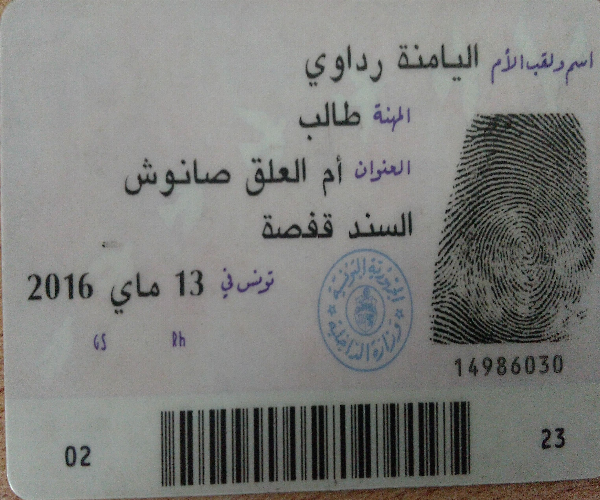 اسم ولقب الأم اليامنة رداوي
المهنة طالب
العنوان أم العلق صانوش
السند قفصة
تونس في 13 ماي 2016
الجمهورية التونسية
وزارة الداخلية
GS Rh
14986030
02 23